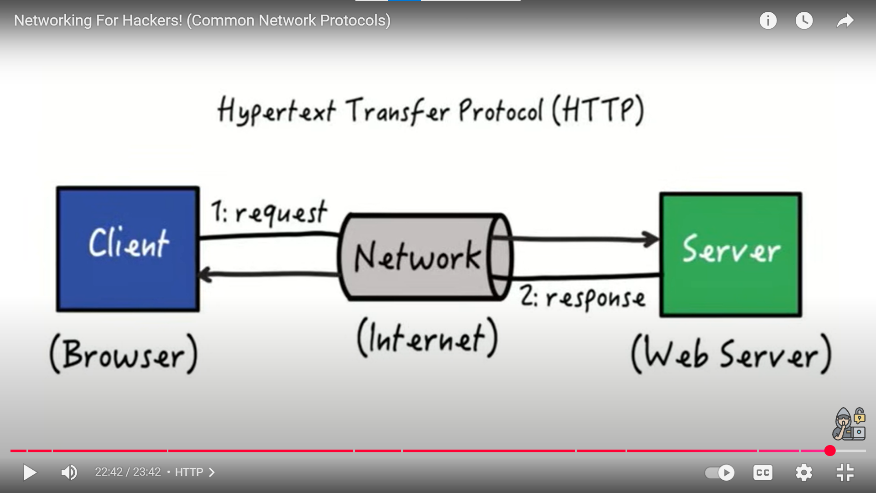 Networking For Hackers! (Common Network Protocols)
Hypertext Transfer Protocol (HTTP)
1: request
Client
Network
Server
2: response
(Browser)
(Internet)
(Web Server)
22:42 / 23:42 • HTTP >
CC